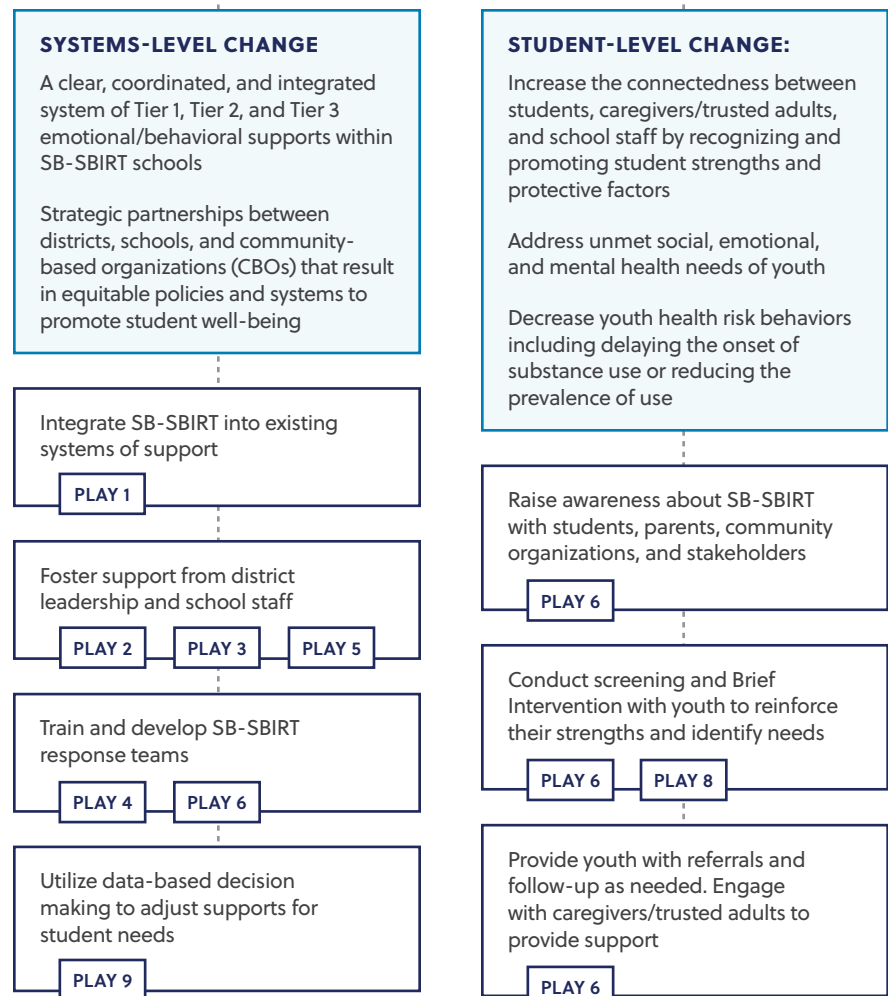 SYSTEMS-LEVEL CHANGE
A clear, coordinated, and integrated
system of Tier 1, Tier 2, and Tier 3
emotional/behavioral supports within
SB-SBIRT schools
Strategic partnerships between
districts, schools, and community-
based organizations (CBOs) that result
in equitable policies and systems to
promote student well-being
Integrate SB-SBIRT into existing
systems of support
PLAY 1
Foster support from district
leadership and school staff
PLAY 2 PLAY 3 PLAY 5
Train and develop SB-SBIRT
response teams
PLAY 4 PLAY 6
Utilize data-based decision
making to adjust supports for
student needs
PLAY 9
STUDENT-LEVEL CHANGE:
Increase the connectedness between
students, caregivers/trusted adults,
and school staff by recognizing and
promoting student strengths and
protective factors
Address unmet social, emotional,
and mental health needs of youth
Decrease youth health risk behaviors
including delaying the onset of
substance use or reducing the
prevalence of use
Raise awareness about SB-SBIRT
with students, parents, community
organizations, and stakeholders
PLAY 6
Conduct screening and Brief
Intervention with youth to reinforce
their strengths and identify needs
PLAY 6 PLAY 8
Provide youth with referrals and
follow-up as needed. Engage
with caregivers/trusted adults to
provide support
PLAY 6